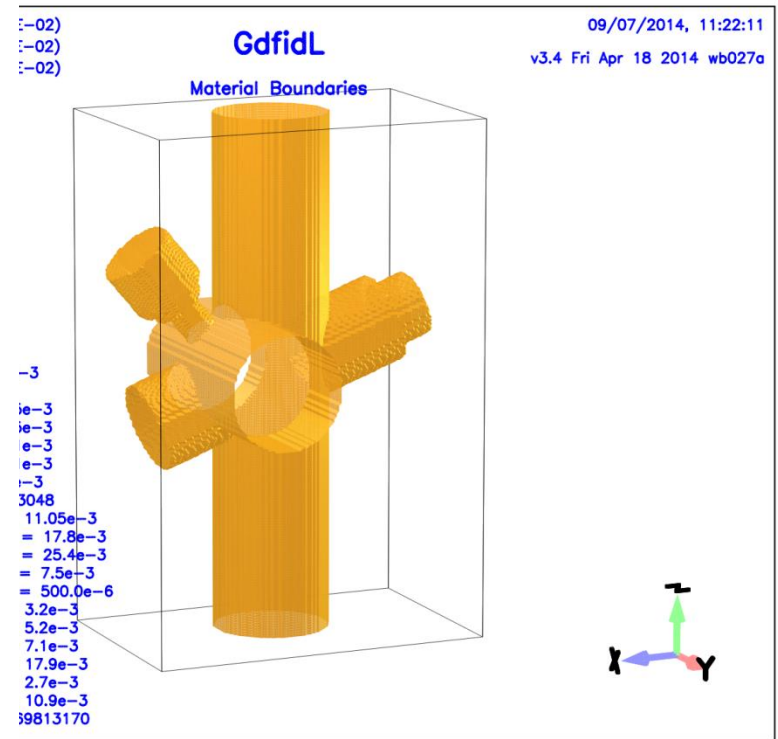 E-02)
E-02)
E-02)
GdfidL
Material Boundaries
09/07/2014, 11:22:11
v3.4 Fri Apr 18 2014 wb027a
-3
e-3
e-3
e-3
e-3
-3
3048
11.05e-3
= 17.8e-3
= 25.4e-3
= 7.5e-3
= 500.0e-6
3.2e-3
5.2e-3
7.1e-3
17.9e-3
2.7e-3
10.9e-3
69813170
Z
X
Y